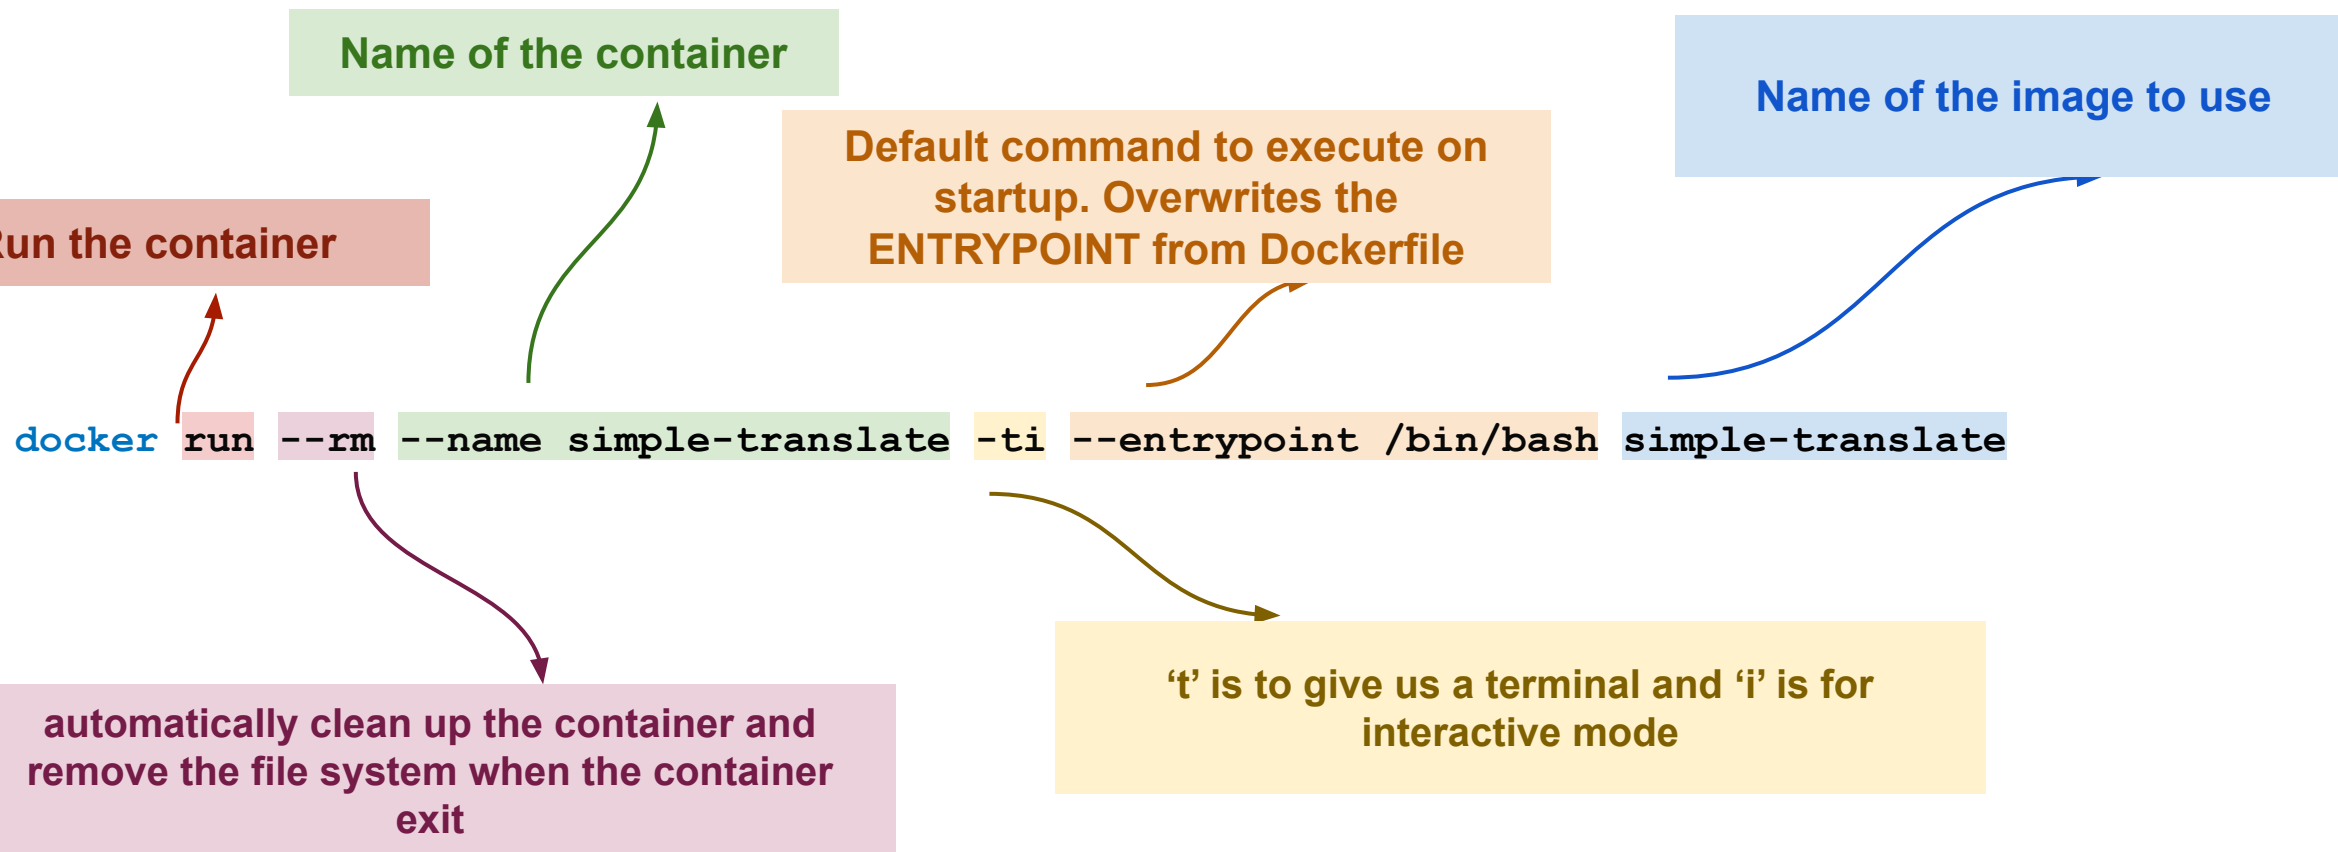 Name of the container
Name of the image to use
Default command to execute on
startup. Overwrites the
ENTRYPOINT from Dockerfile
Run the container
docker run --rm --name simple-translate -ti --entrypoint /bin/bash simple-translate
‘t’ is to give us a terminal and ‘i’ is for
interactive mode
automatically clean up the container and
remove the file system when the container
exit